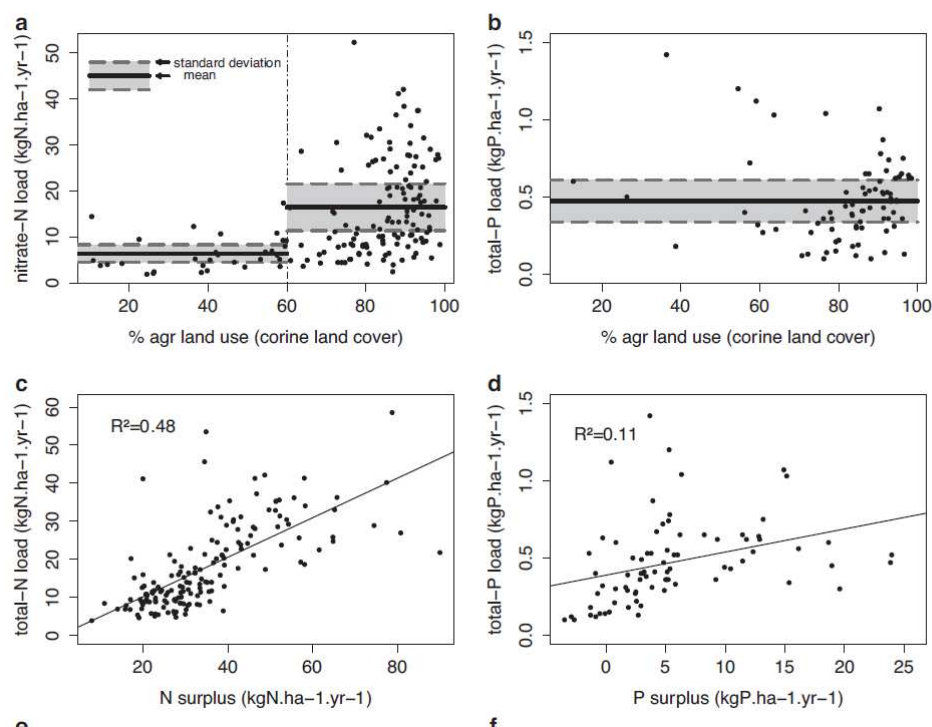 a
nitrate−N load (kgN.ha−1.yr−1)
50
40
30
20
10
0
standard deviation
mean
20 40 60 80 100
% agr land use (corine land cover)
b
total−P load (kgP.ha−1.yr−1)
1.5
1.0
0.5
0.0
20 40 60 80 100
% agr land use (corine land cover)
c
total−N load (kgN.ha−1.yr−1)
60
50
40
30
20
10
0
R²=0.48
20 40 60 80
N surplus (kgN.ha−1.yr−1)
d
total−P load (kgP.ha−1.yr−1)
1.5
1.0
0.5
0.0
R²=0.11
0 5 10 15 20 25
P surplus (kgP.ha−1.yr−1)